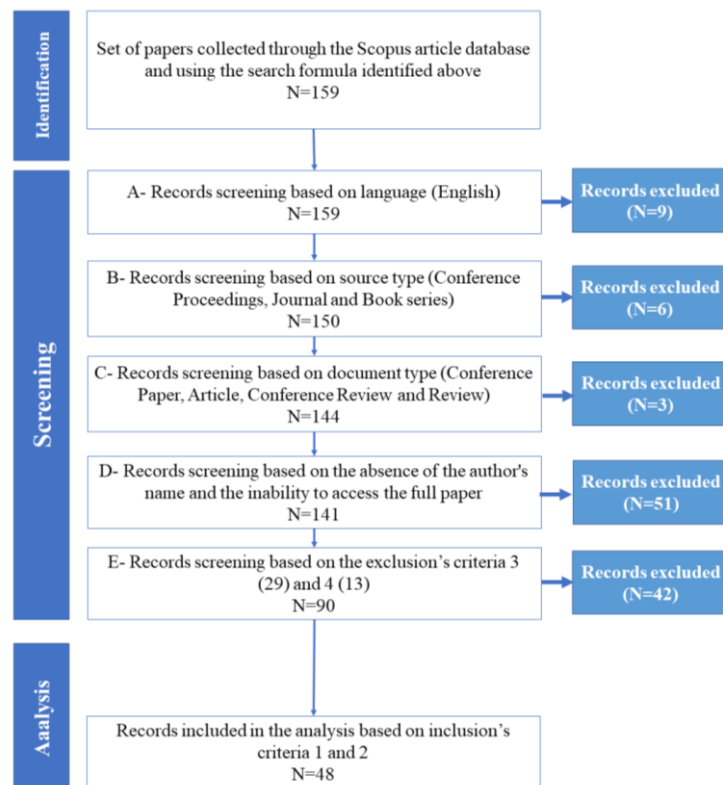 Identification
Set of papers collected through the Scopus article database
and using the search formula identified above
N=159
Screening
A- Records screening based on language (English)
N=159
Records excluded
(N=9)
B- Records screening based on source type (Conference
Proceedings, Journal and Book series)
N=150
Records excluded
(N=6)
C- Records screening based on document type (Conference
Paper, Article, Conference Review and Review)
N=144
Records excluded
(N=3)
D- Records screening based on the absence of the author's
name and the inability to access the full paper
N=141
Records excluded
(N=51)
E- Records screening based on the exclusion’s criteria 3
(29) and 4 (13)
N=90
Records excluded
(N=42)
Aaalysis
Records included in the analysis based on inclusion’s
criteria 1 and 2
N=48